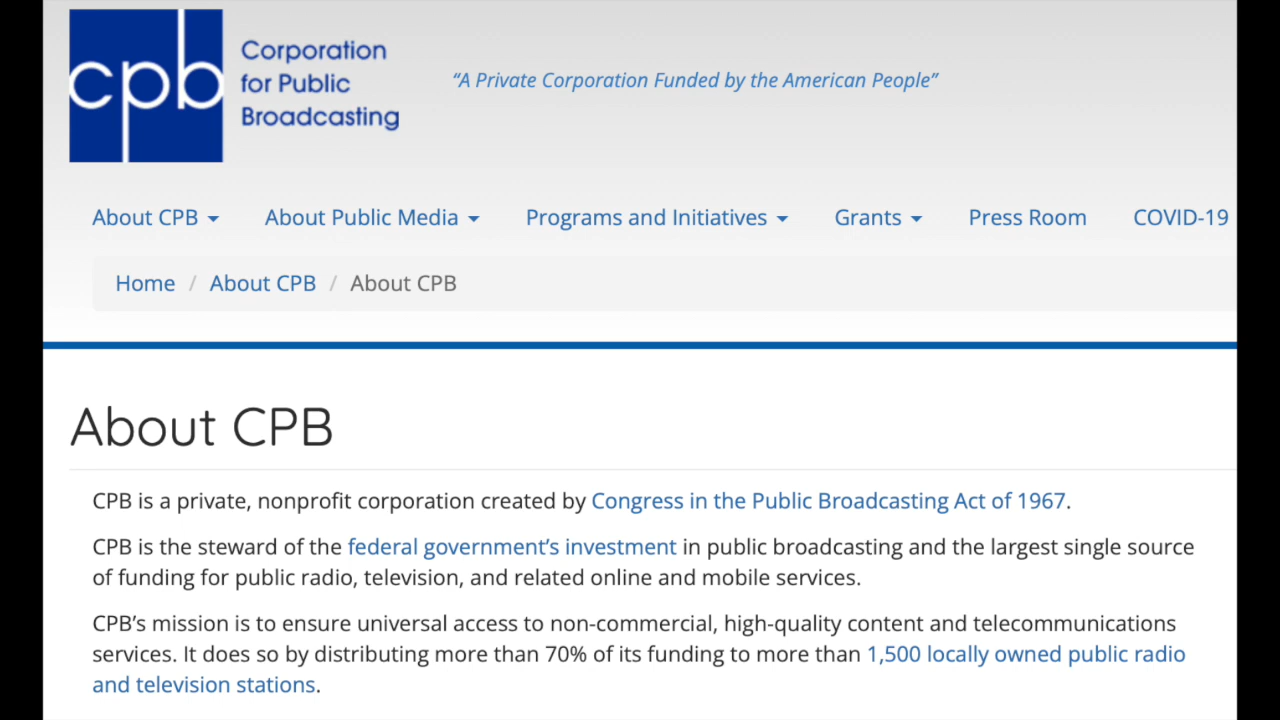 cpb
Corporation
for Public
Broadcasting
“A Private Corporation Funded by the American People”
About CPB About Public Media Programs and Initiatives Grants Press Room COVID-19
Home / About CPB / About CPB
About CPB
CPB is a private, nonprofit corporation created by Congress in the Public Broadcasting Act of 1967.
CPB is the steward of the federal government’s investment in public broadcasting and the largest single source
of funding for public radio, television, and related online and mobile services.
CPB’s mission is to ensure universal access to non-commercial, high-quality content and telecommunications
services. It does so by distributing more than 70% of its funding to more than 1,500 locally owned public radio
and television stations.